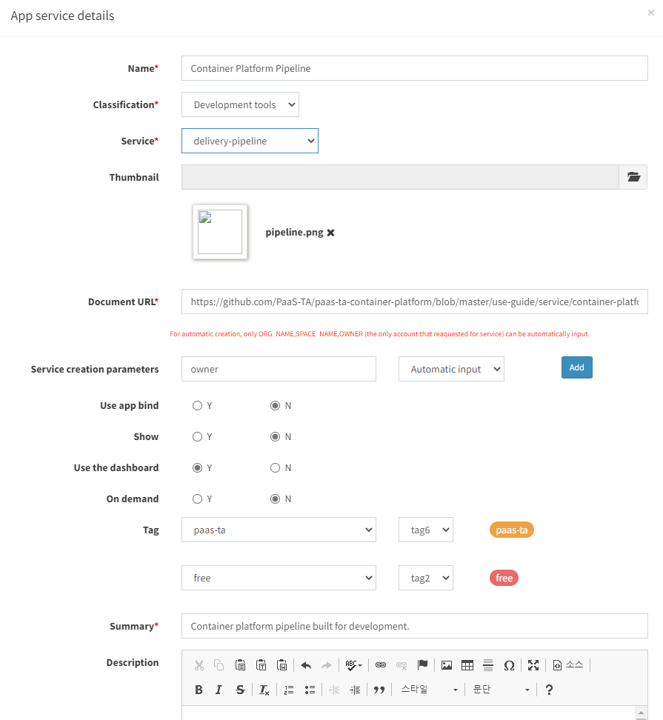 App service details ×
Name* Container Platform Pipeline
Classification* Development tools
Service* delivery-pipeline
Thumbnail
pipeline.png ✖
Document URL* https://github.com/PaaS-TA/paas-ta-container-platform/blob/master/use-guide/service/container-platf
For automatic creation, only ORG_NAME,SPACE_NAME,OWNER (the only account that reaquested for service) can be automatically input.
Service creation parameters owner Automatic input Add
Use app bind Y N
Show Y N
Use the dashboard Y N
On demand Y N
Tag paas-ta tag6 paas-ta
free tag2 free
Summary* Container platform pipeline built for development.
Description 소스
B I S Tx 스타일 문단 ?